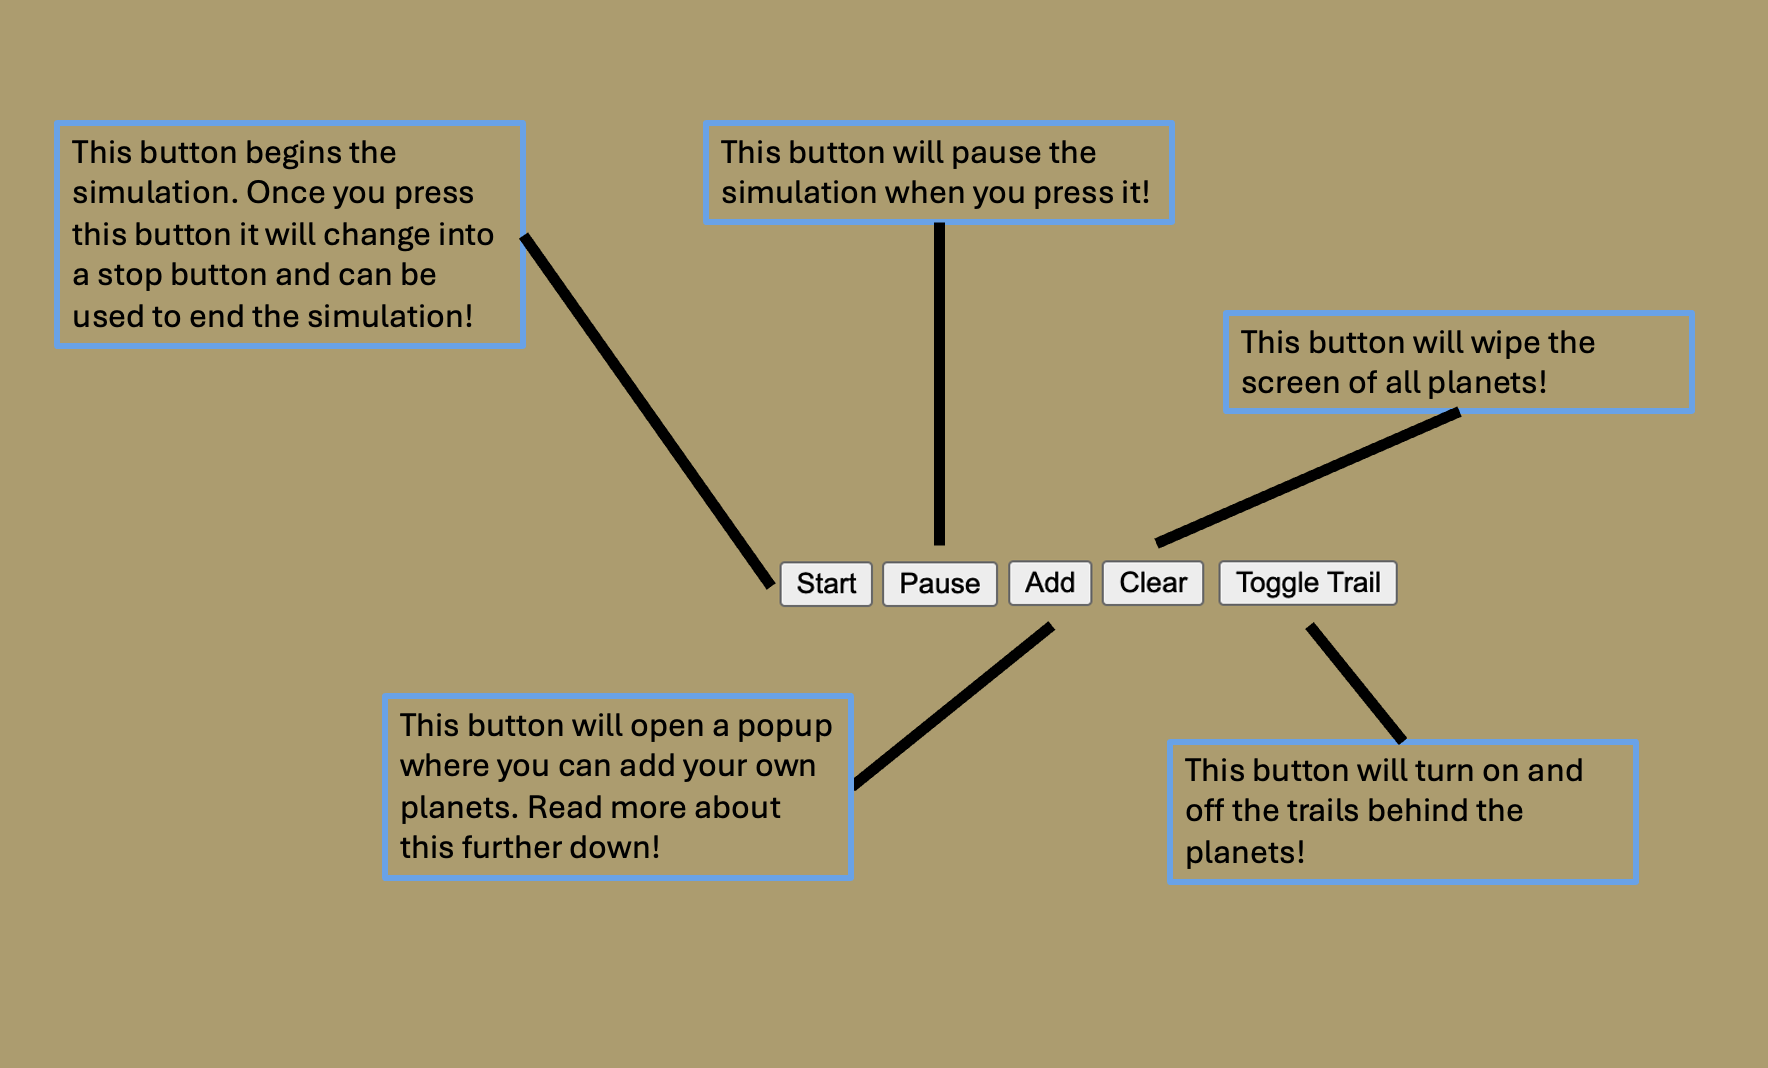 This button begins the
simulation. Once you press
this button it will change into
a stop button and can be
used to end the simulation!
This button will pause the
simulation when you press it!
This button will wipe the
screen of all planets!
Start
Pause
Add
Clear
Toggle Trail
This button will open a popup
where you can add your own
planets. Read more about
this further down!
This button will turn on and
off the trails behind the
planets!